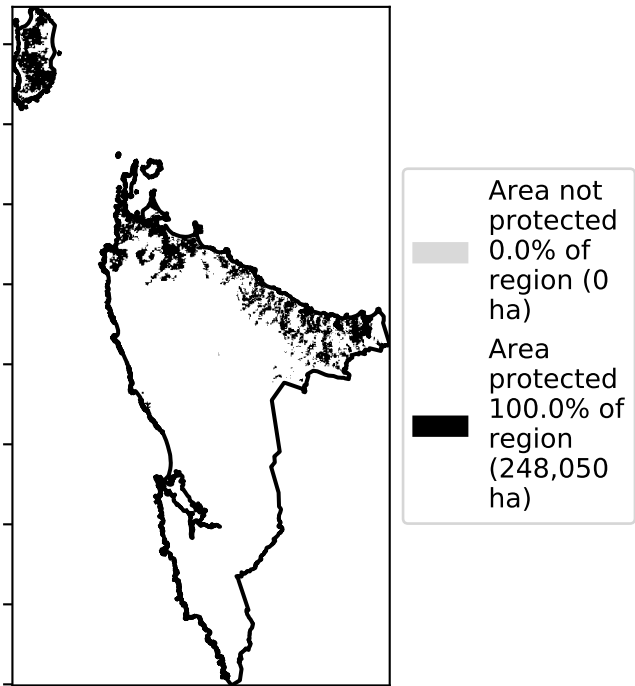 Area not
protected
0.0% of
region (0
ha)
Area
protected
100.0% of
region
(248,050
ha)